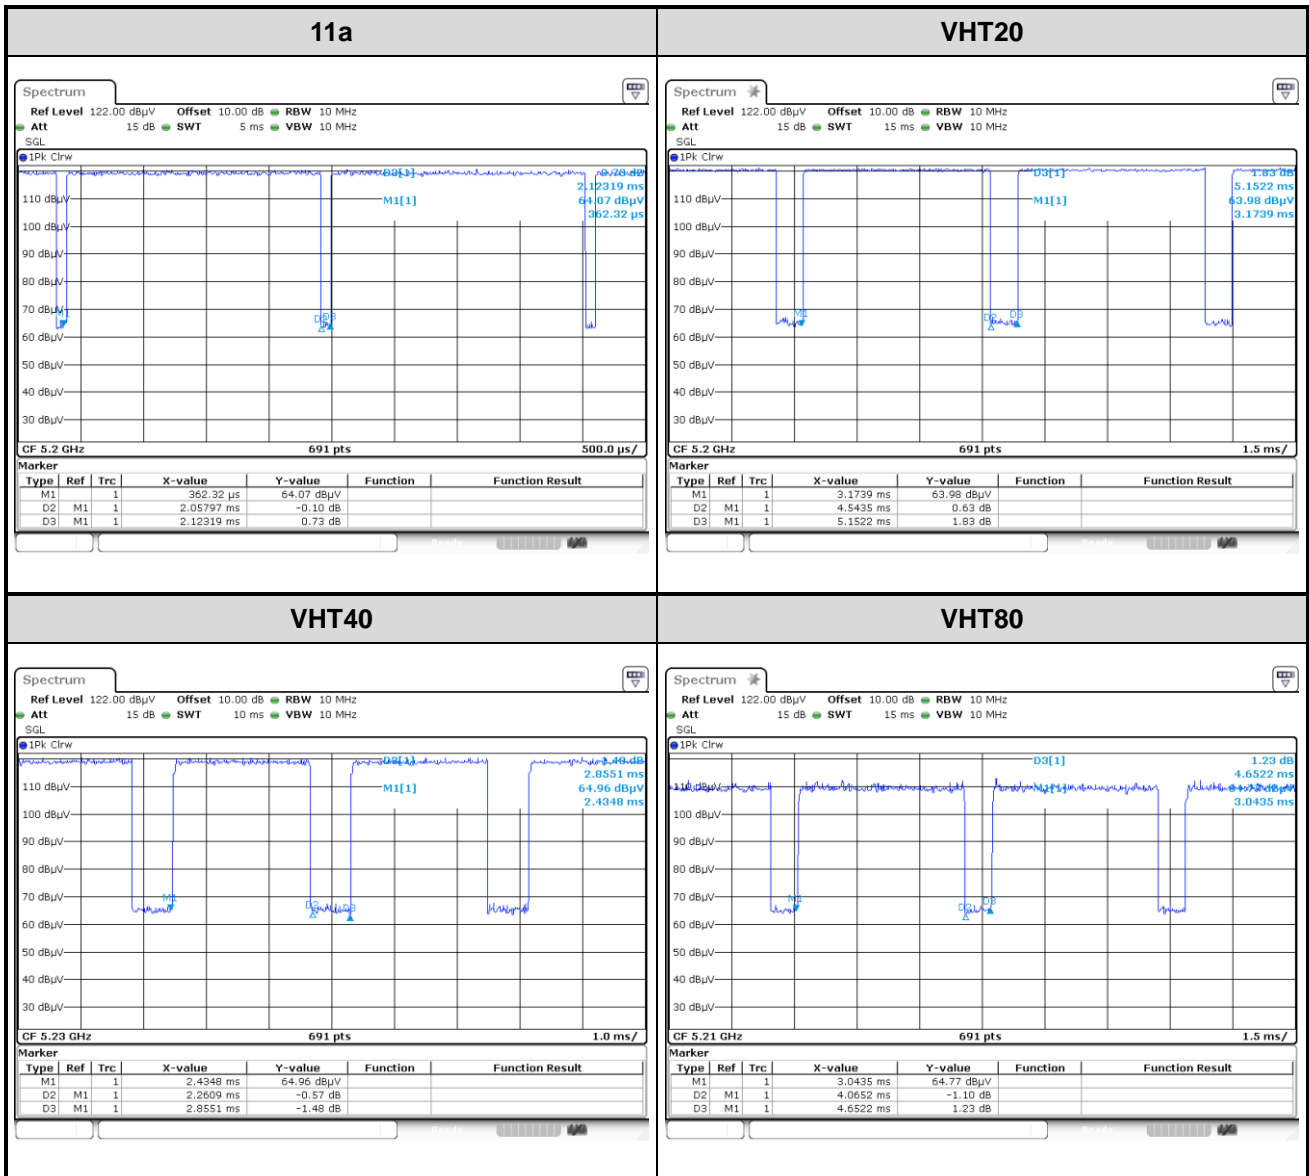 11a
Spectrum
Ref Level 122.00 dBµV Offset 10.00 dB RBW 10 MHz
Att 15 dB SWT 5 ms VBW 10 MHz
SGL
1Pk Clrw
D3[1]
2.12319 ms
110 dBµV M1[1] 64.07 dBµV
362.32 µs
100 dBµV
90 dBµV
80 dBµV
70 dBµV
M1 D2 D3
60 dBµV
50 dBµV
40 dBµV
30 dBµV
CF 5.2 GHz 691 pts 500.0 µs/
Marker
Type Ref Trc X-value Y-value Function Function Result
M1 1 362.32 µs 64.07 dBµV
D2 M1 1 2.05797 ms -0.10 dB
D3 M1 1 2.12319 ms 0.73 dB
VHT20
Spectrum
Ref Level 122.00 dBµV Offset 10.00 dB RBW 10 MHz
Att 15 dB SWT 15 ms VBW 10 MHz
SGL
1Pk Clrw
D3[1] 1.83 dB
5.1522 ms
110 dBµV M1[1] 63.98 dBµV
3.1739 ms
100 dBµV
90 dBµV
80 dBµV
70 dBµV
M1 D2 D3
60 dBµV
50 dBµV
40 dBµV
30 dBµV
CF 5.2 GHz 691 pts 1.5 ms/
Marker
Type Ref Trc X-value Y-value Function Function Result
M1 1 3.1739 ms 63.98 dBµV
D2 M1 1 4.5435 ms 0.63 dB
D3 M1 1 5.1522 ms 1.83 dB
Ready
VHT40
Spectrum
Ref Level 122.00 dBµV Offset 10.00 dB RBW 10 MHz
Att 15 dB SWT 10 ms VBW 10 MHz
SGL
1Pk Clrw
D3[1]
2.8551 ms
110 dBµV M1[1] 64.96 dBµV
2.4348 ms
100 dBµV
90 dBµV
80 dBµV
70 dBµV
M1 D2 D3
60 dBµV
50 dBµV
40 dBµV
30 dBµV
CF 5.23 GHz 691 pts 1.0 ms/
Marker
Type Ref Trc X-value Y-value Function Function Result
M1 1 2.4348 ms 64.96 dBµV
D2 M1 1 2.2609 ms -0.57 dB
D3 M1 1 2.8551 ms -1.48 dB
VHT80
Spectrum
Ref Level 122.00 dBµV Offset 10.00 dB RBW 10 MHz
Att 15 dB SWT 15 ms VBW 10 MHz
SGL
1Pk Clrw
D3[1] 1.23 dB
4.6522 ms
110 dBµV M1[1]
3.0435 ms
100 dBµV
90 dBµV
80 dBµV
70 dBµV
M1 D2 D3
60 dBµV
50 dBµV
40 dBµV
30 dBµV
CF 5.21 GHz 691 pts 1.5 ms/
Marker
Type Ref Trc X-value Y-value Function Function Result
M1 1 3.0435 ms 64.77 dBµV
D2 M1 1 4.0652 ms -1.10 dB
D3 M1 1 4.6522 ms 1.23 dB